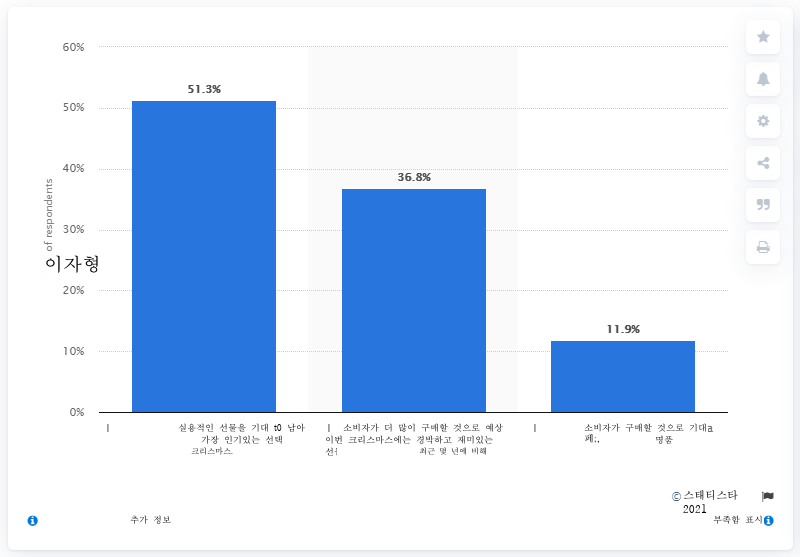 60%
51.3%
50%
40%
36.8%
of respondents
30%
이자형
20%
11.9%
10%
0%
| 실용적인 선물을 기대 t0 남아
가장 인기있는 선택
크리스마스.
| 소비자가 더 많이 구매할 것으로 예상
이번 크리스마스에는 경박하고 재미있는
최근 몇 년에 비해
| 소비자가 구매할 것으로 기대a
명품
© 스태티스타
2021
추가 정보
부족함 표시